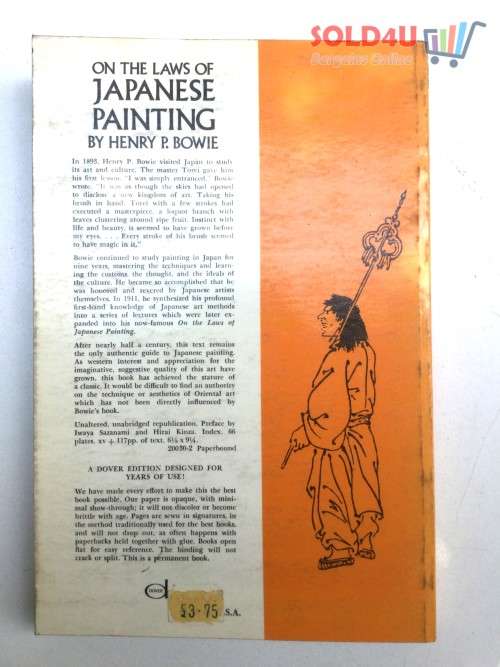 SOLD4U
Bargains Online
ON THE LAWS OF
JAPANESE
PAINTING
BY HENRY P. BOWIE
In 1893, Henry P. Bowie visited Japan to study
its art and culture. The master Torei gave him
his first lesson. "I was simply entranced," Bowie
wrote. "It was as though the skies had opened
to disclose a new kingdom of art. Taking his
brush in hand, Torei with a few strokes had
executed a masterpiece, a loquot branch with
leaves clustering around ripe fruit. Instinct with
life and beauty, it seemed to have grown before
my eyes. . . . Every stroke of his brush seemed
to have magic in it."
Bowie continued to study painting in Japan for
nine years, mastering the techniques and learn-
ing the customs, the thought, and the ideals of
the culture. He became so accomplished that he
was honored and revered by Japanese artists
themselves. In 1911, he synthesized his profound
first-hand knowledge of Japanese art methods
into a series of lectures which were later ex-
panded into his now-famous On the Laws of
Japanese Painting.
After nearly half a century, this text remains
the only authentic guide to Japanese painting.
As western interest and appreciation for the
imaginative, suggestive quality of this art have
grown, this book has achieved the stature of
a classic. It would be difficult to find an authority
on the technique or aesthetics of Oriental art
which has not been directly influenced by
Bowie's book.
Unaltered, unabridged republication. Preface by
Iwaya Sazanami and Hirai Kinza. Index. 66
plates. xv + 117pp. of text. 6⅛ x 9¼.
20030-2 Paperbound
A DOVER EDITION DESIGNED FOR
YEARS OF USE!
We have made every effort to make this the best
book possible. Our paper is opaque, with mini-
mal show-through; it will not discolor or become
brittle with age. Pages are sewn in signatures, in
the method traditionally used for the best books,
and will not drop out, as often happens with
paperbacks held together with glue. Books open
flat for easy reference. The binding will not
crack or split. This is a permanent book.
DOVER
$3·75
S.A.